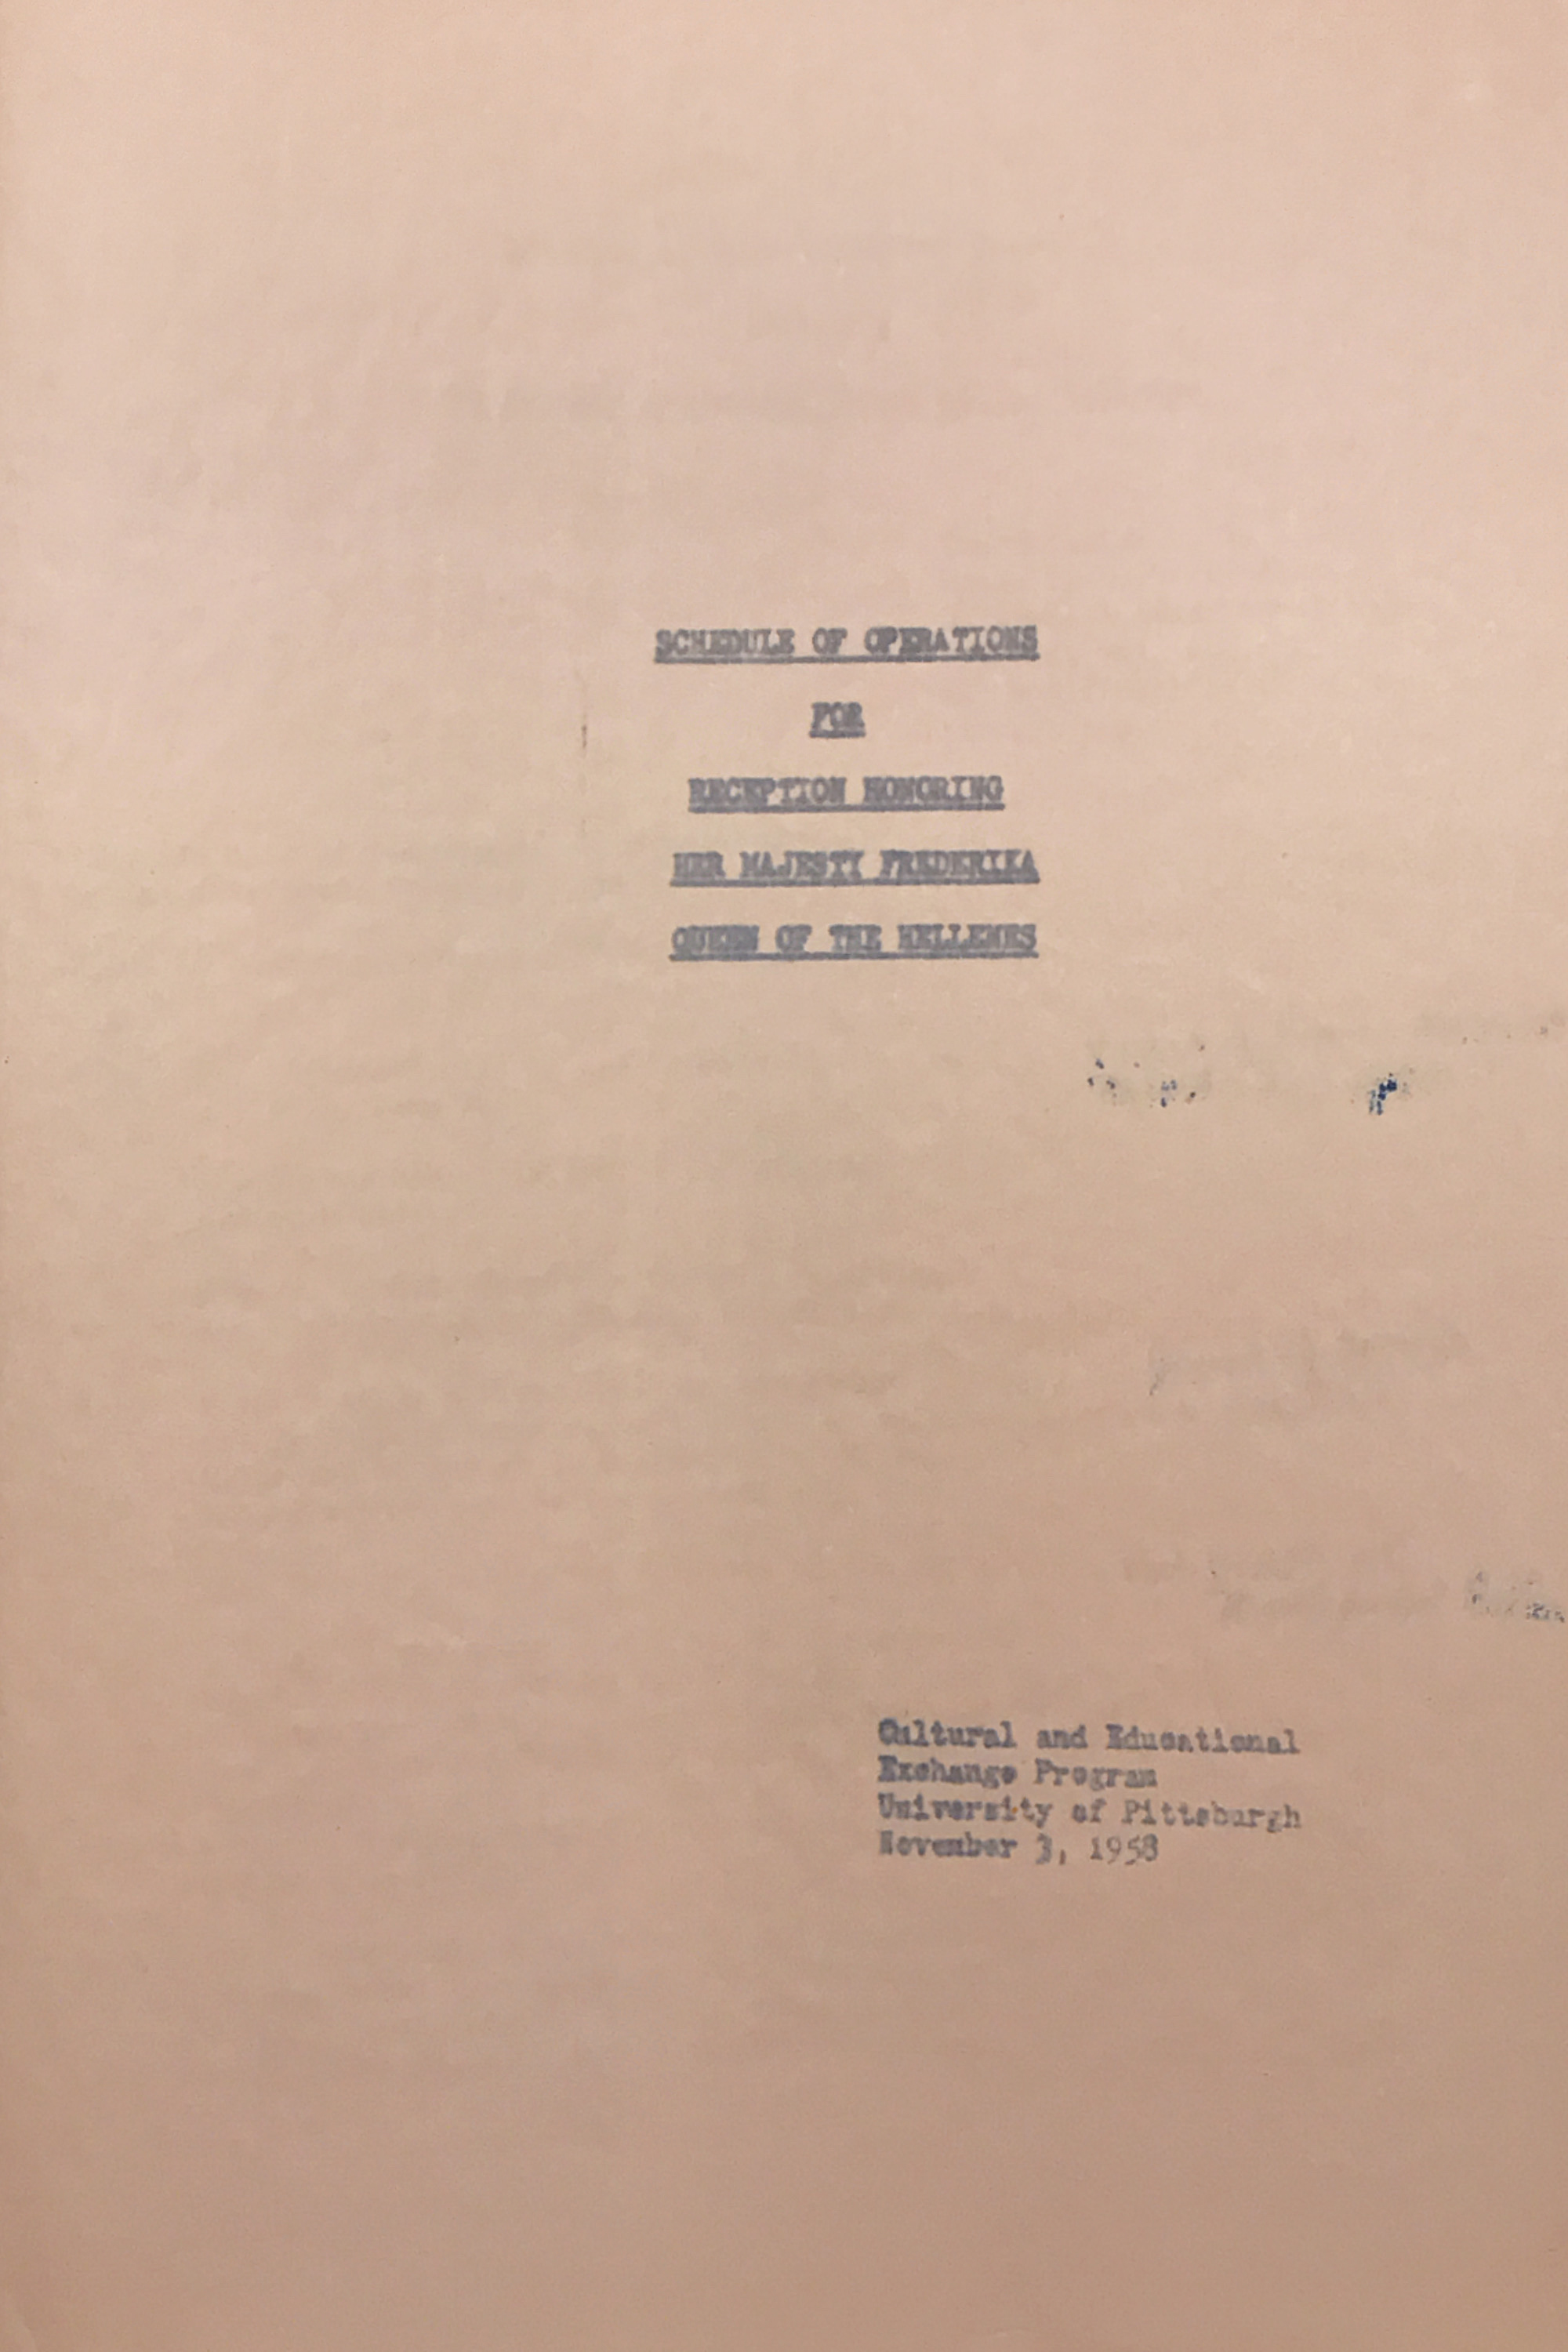 SCHEDULE OF OPERATIONS
FOR
RECEPTION HONORING
HER MAJESTY FREDERIKA
QUEEN OF THE HELLENES
Cultural and Educational
Exchange Program
University of Pittsburgh
November 3, 1958